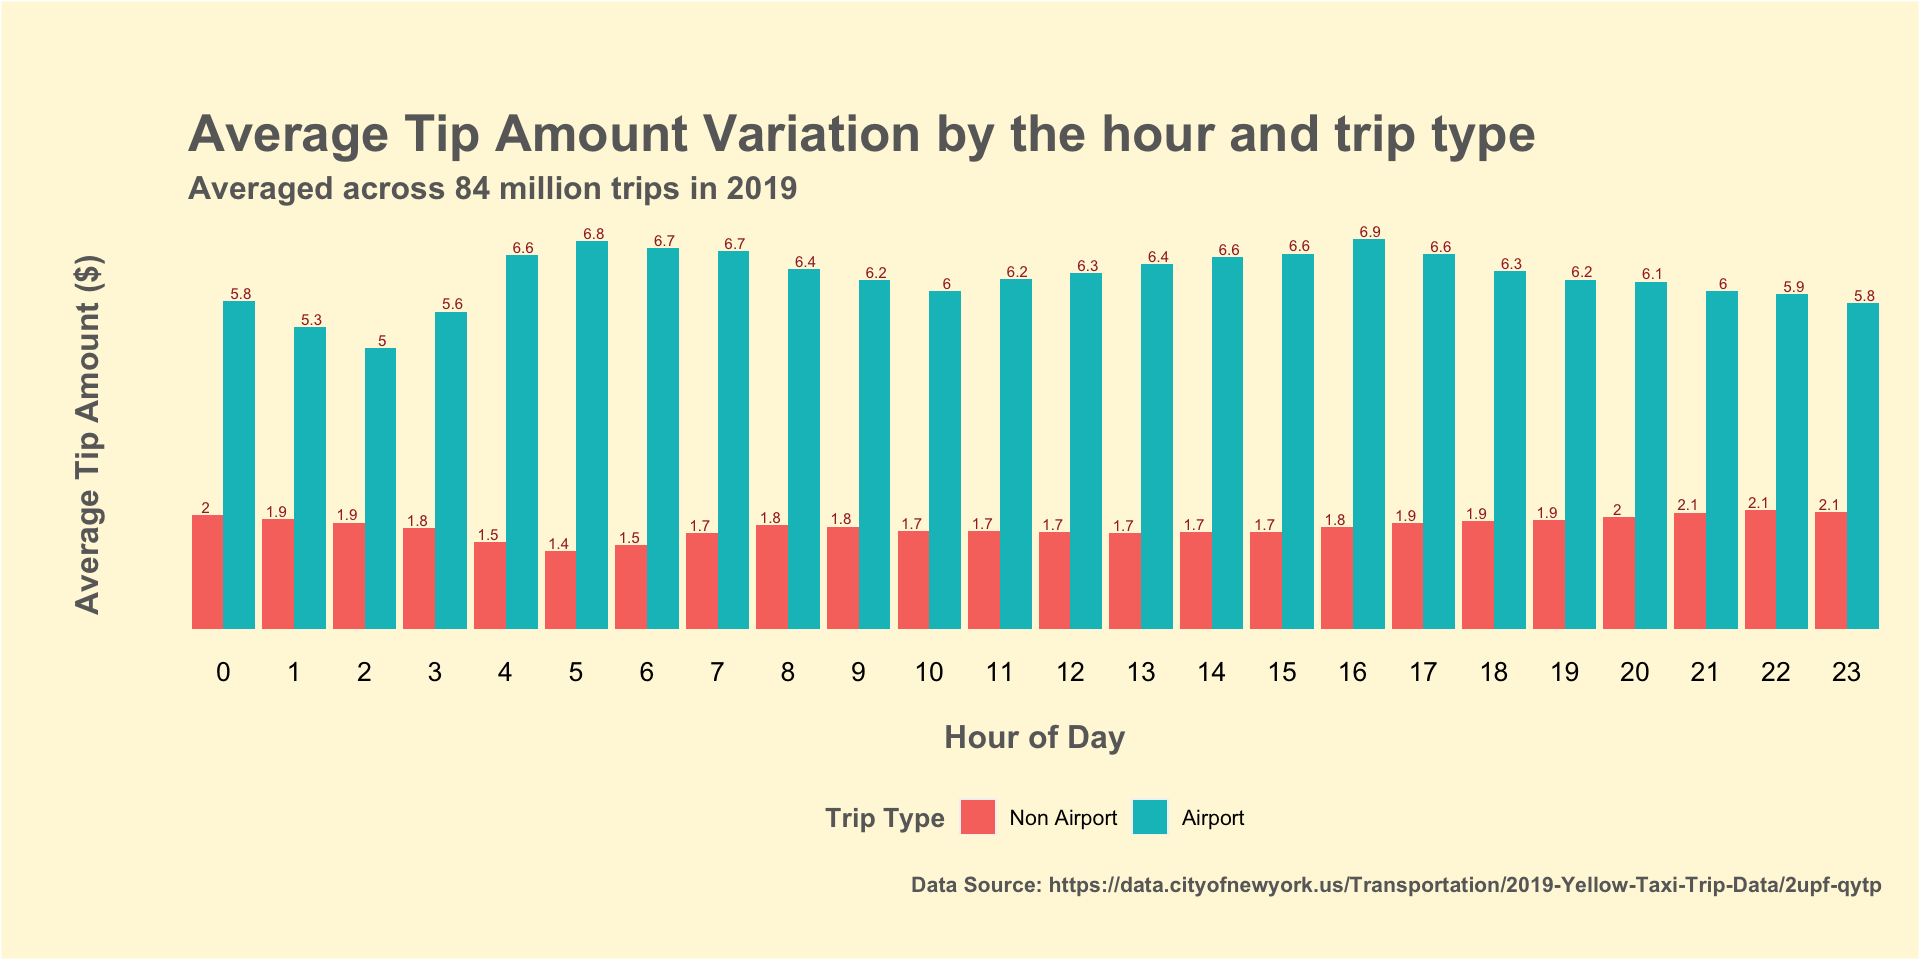 Average Tip Amount Variation by the hour and trip type
Averaged across 84 million trips in 2019
Average Tip Amount ($)
2 5.8 1.9 5.3 1.9 5 1.8 5.6 1.5 6.6 1.4 6.8 1.5 6.7 1.7 6.7 1.8 6.4 1.8 6.2 1.7 6 1.7 6.2 1.7 6.3 1.7 6.4 1.7 6.6 1.7 6.6 1.8 6.9 1.9 6.6 1.9 6.3 1.9 6.2 2 6.1 2.1 6 2.1 5.9 2.1 5.8
0 1 2 3 4 5 6 7 8 9 10 11 12 13 14 15 16 17 18 19 20 21 22 23
Hour of Day
Trip Type Non Airport Airport
Data Source: https://data.cityofnewyork.us/Transportation/2019-Yellow-Taxi-Trip-Data/2upf-qytp